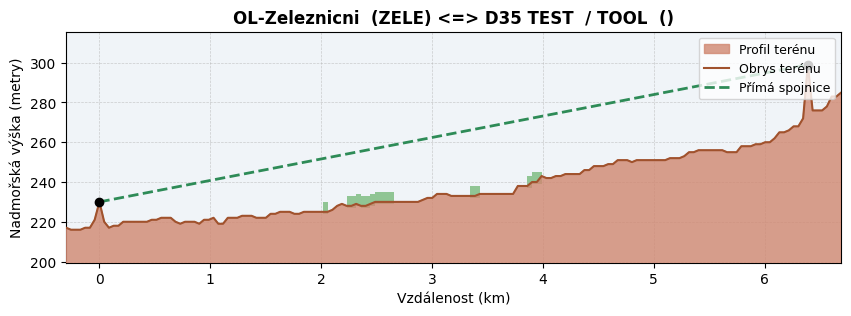 OL-Zeleznicni  (ZELE) <=> D35 TEST  / TOOL  ()
Profil terénu
Obrys terénu
Přímá spojnice
Nadmořská výška (metry)
300
280
260
240
220
200
0
1
2
3
4
5
6
Vzdálenost (km)